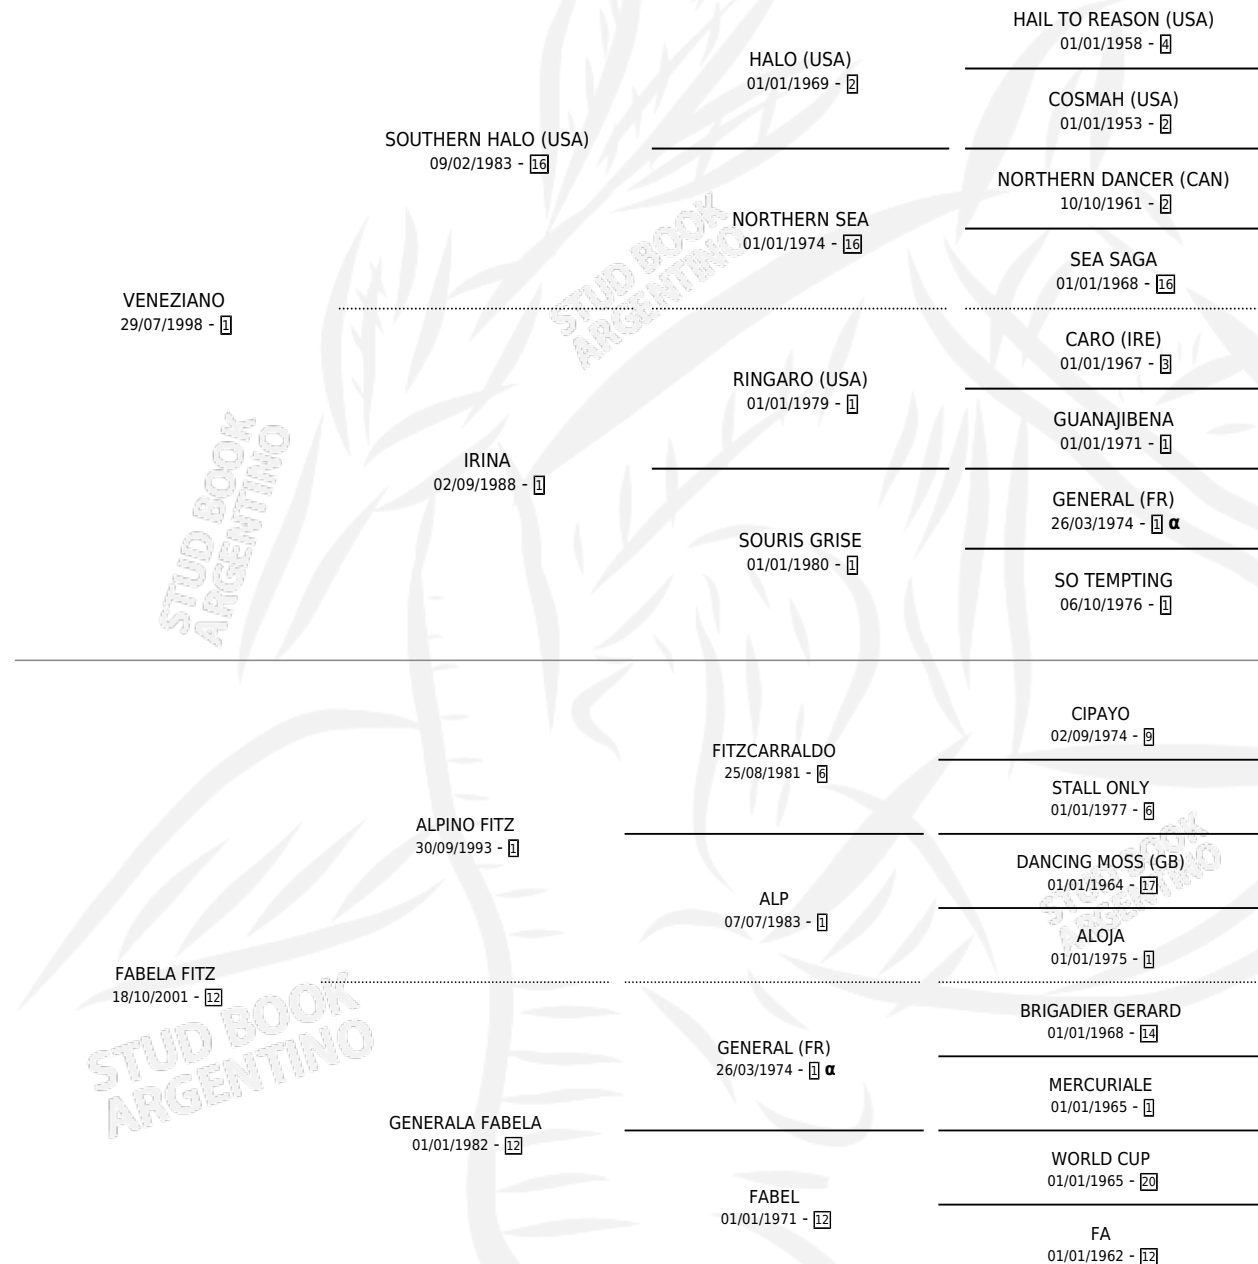 HAIL TO REASON (USA)
01/01/1958 - 4
HALO (USA)
01/01/1969 - 2
COSMAH (USA)
01/01/1953 - 2
SOUTHERN HALO (USA)
09/02/1983 - 16
NORTHERN DANCER (CAN)
10/10/1961 - 2
NORTHERN SEA
01/01/1974 - 16
SEA SAGA
01/01/1968 - 16
VENEZIANO
29/07/1998 - 1
CARO (IRE)
01/01/1967 - 3
RINGARO (USA)
01/01/1979 - 1
GUANAJIBENA
01/01/1971 - 1
IRINA
02/09/1988 - 1
GENERAL (FR)
26/03/1974 - 1 α
SOURIS GRISE
01/01/1980 - 1
SO TEMPTING
06/10/1976 - 1
CIPAYO
02/09/1974 - 9
FITZCARRALDO
25/08/1981 - 6
STALL ONLY
01/01/1977 - 6
ALPINO FITZ
30/09/1993 - 1
DANCING MOSS (GB)
01/01/1964 - 17
ALP
07/07/1983 - 1
ALOJA
01/01/1975 - 1
FABELA FITZ
18/10/2001 - 12
BRIGADIER GERARD
01/01/1968 - 14
GENERAL (FR)
26/03/1974 - 1 α
MERCURIALE
01/01/1965 - 1
GENERALA FABELA
01/01/1982 - 12
WORLD CUP
01/01/1965 - 20
FABEL
01/01/1971 - 12
FA
01/01/1962 - 12
STUD BOOK
ARGENTINO
STUD BOOK
ARGENTINO
STUD BOOK
ARGENTINO
STUD BOOK
ARGENTINO